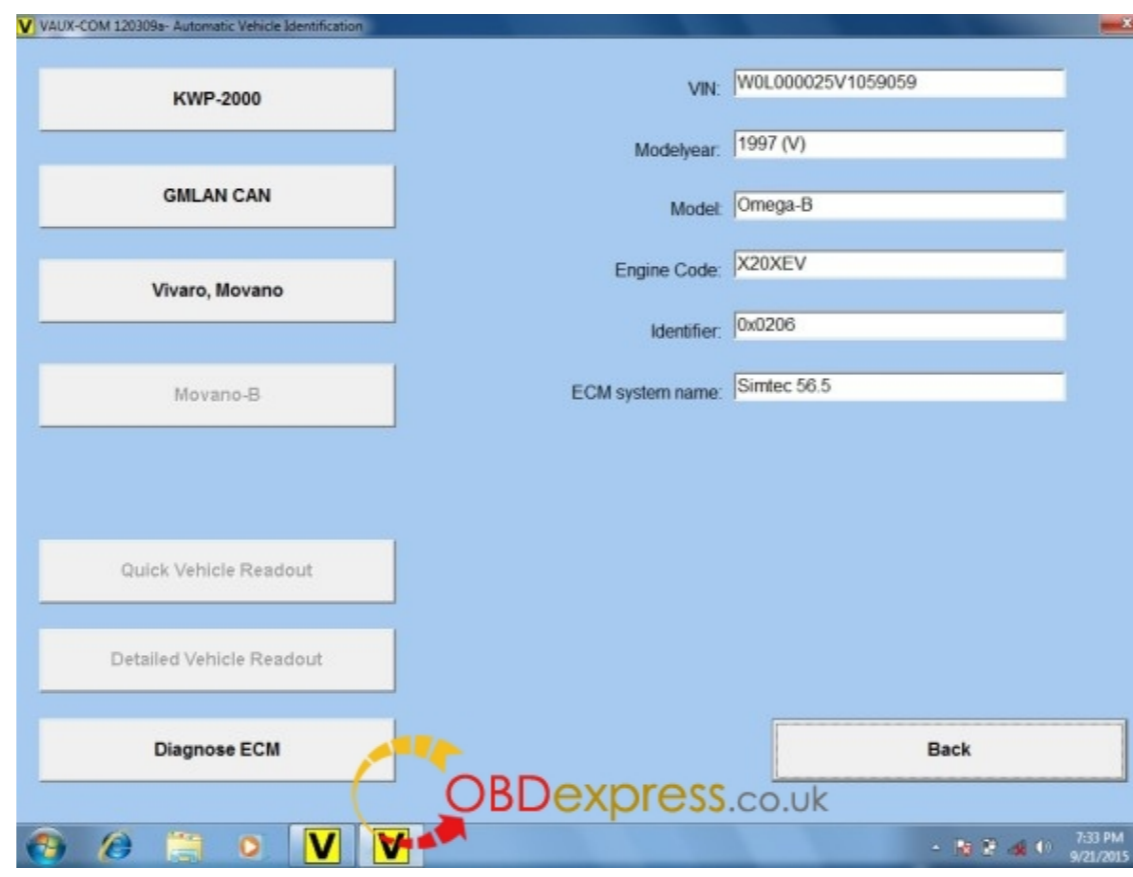 VAUX-COM 120309a- Automatic Vehicle Identification
KWP-2000
GMLAN CAN
Vivaro, Movano
Movano-B
Quick Vehicle Readout
Detailed Vehicle Readout
Diagnose ECM
VIN: W0L000025V1059059
Modelyear: 1997 (V)
Model: Omega-B
Engine Code: X20XEV
Identifier: 0x0206
ECM system name: Simtec 56.5
Back
OBDexpress.co.uk
7:33 PM
9/21/2015